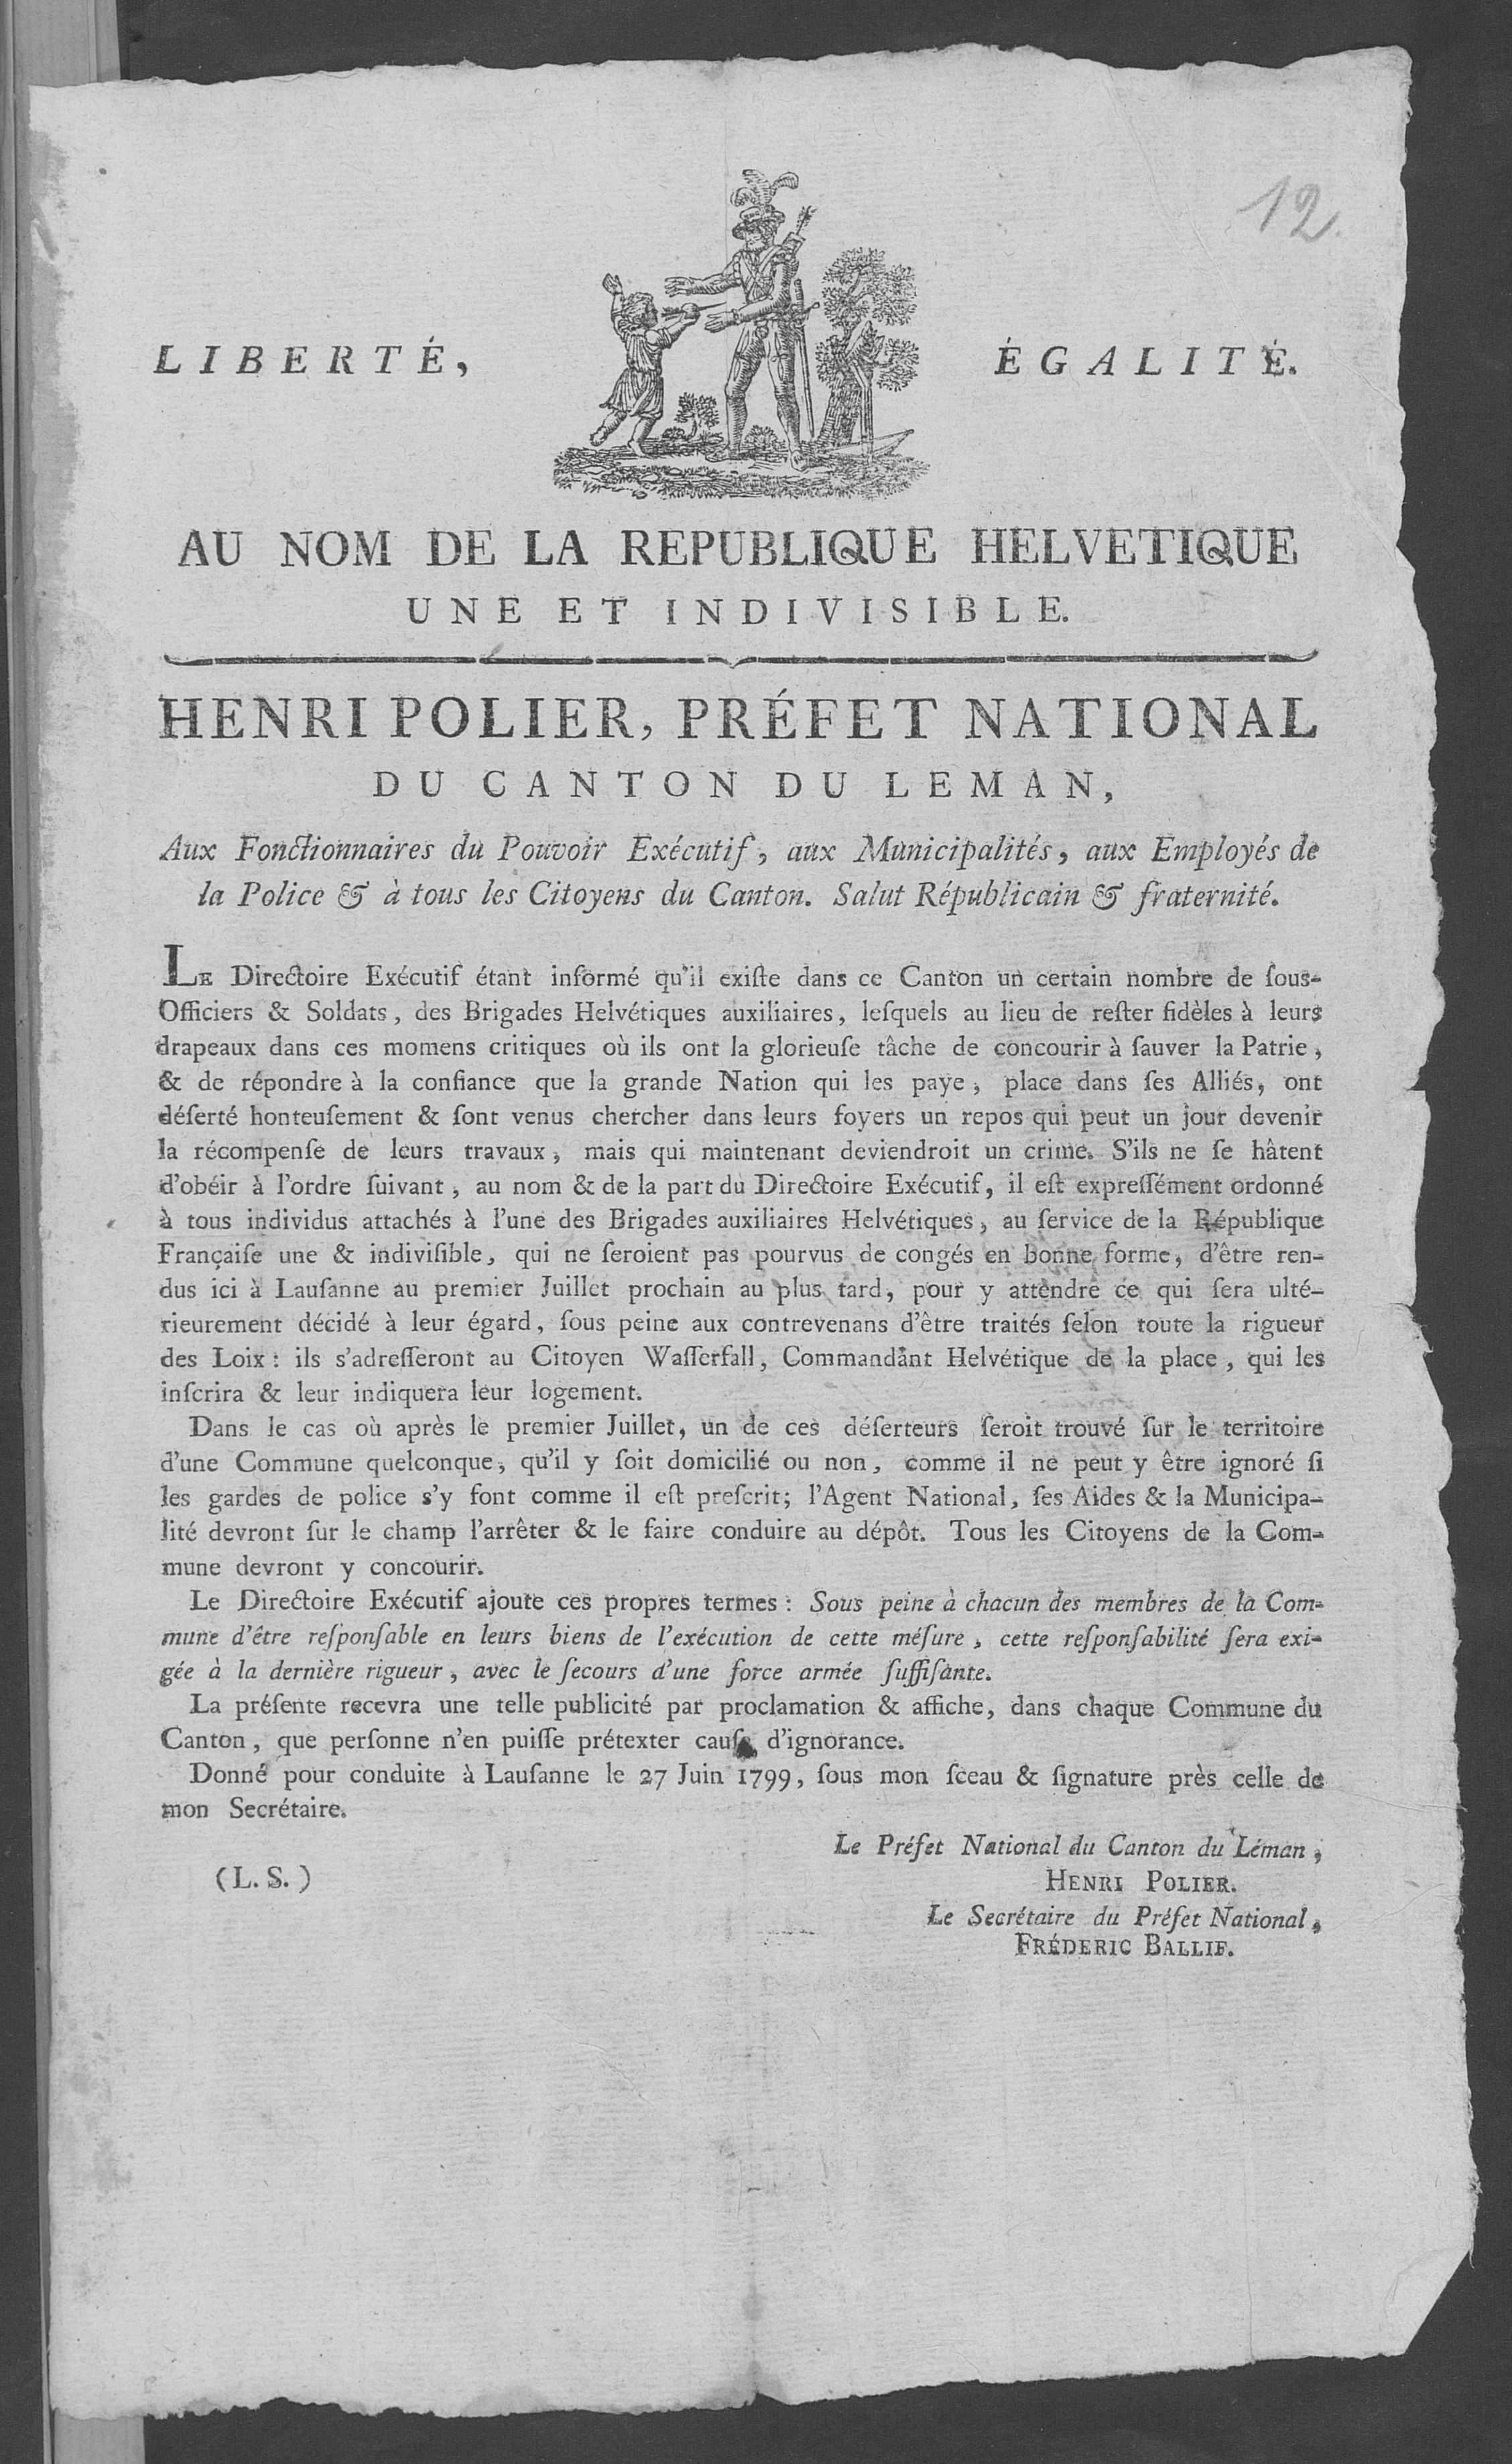 12.
LIBERTÉ, ÉGALITÉ.
AU NOM DE LA REPUBLIQUE HELVETIQUE
UNE ET INDIVISIBLE.
HENRI POLIER, PRÉFET NATIONAL
DU CANTON DU LEMAN,
Aux Fonctionnaires du Pouvoir Exécutif, aux Municipalités, aux Employés de
la Police & à tous les Citoyens du Canton. Salut Républicain & fraternité.
LE Directoire Exécutif étant informé qu'il exiſte dans ce Canton un certain nombre de ſous-
Officiers & Soldats, des Brigades Helvétiques auxiliaires, leſquels au lieu de reſter fidèles à leurs
drapeaux dans ces momens critiques où ils ont la glorieuſe tâche de concourir à ſauver la Patrie,
& de répondre à la confiance que la grande Nation qui les paye, place dans ſes Alliés, ont
déſerté honteuſement & ſont venus chercher dans leurs foyers un repos qui peut un jour devenir
la récompenſe de leurs travaux, mais qui maintenant deviendroit un crime. S'ils ne ſe hâtent
d'obéir à l'ordre ſuivant, au nom & de la part du Directoire Exécutif, il eſt expreſſément ordonné
à tous individus attachés à l'une des Brigades auxiliaires Helvétiques, au ſervice de la République
Françaiſe une & indiviſible, qui ne ſeroient pas pourvus de congés en bonne forme, d'être ren-
dus ici à Lauſanne au premier Juillet prochain au plus tard, pour y attendre ce qui ſera ulté-
rieurement décidé à leur égard, ſous peine aux contrevenans d'être traités ſelon toute la rigueur
des Loix : ils s'adreſſeront au Citoyen Waſſerfall, Commandânt Helvétique de la place, qui les
inſcrira & leur indiquera leur logement.
Dans le cas où après le premier Juillet, un de ces déſerteurs ſeroit trouvé ſur le territoire
d'une Commune quelconque, qu'il y ſoit domicilié ou non, comme il ne peut y être ignoré ſi
les gardes de police s'y font comme il eſt preſcrit; l'Agent National, ſes Aides & la Municipa-
lité devront ſur le champ l'arrêter & le faire conduire au dépôt. Tous les Citoyens de la Com-
mune devront y concourir.
Le Directoire Exécutif ajoute ces propres termes : Sous peine à chacun des membres de la Com-
mune d'être reſponſable en leurs biens de l'exécution de cette méſure, cette reſponſabilité ſera exi-
gée à la dernière rigueur, avec le ſecours d'une force armée ſuffiſante.
La préſente recevra une telle publicité par proclamation & affiche, dans chaque Commune du
Canton, que perſonne n'en puiſſe prétexter cauſe d'ignorance.
Donné pour conduite à Lauſanne le 27 Juin 1799, ſous mon ſceau & ſignature près celle de
mon Secrétaire.
Le Préfet National du Canton du Léman,
(L. S.) HENRI POLIER.
Le Secrétaire du Préfet National,
FRÉDERIC BALLIF.